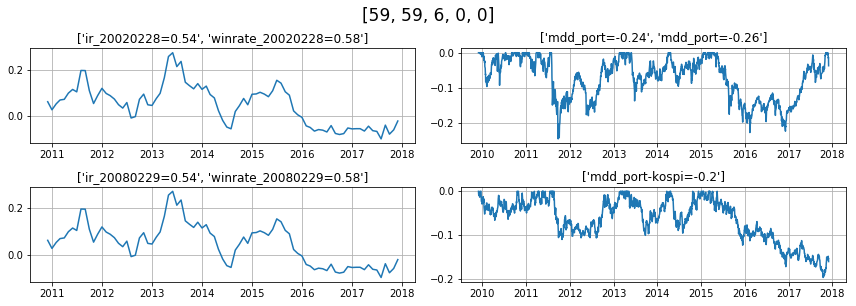 [59, 59, 6, 0, 0]
['ir_20020228=0.54', 'winrate_20020228=0.58']
0.2
0.0
2011 2012 2013 2014 2015 2016 2017 2018
['mdd_port=-0.24', 'mdd_port=-0.26']
0.0
−0.1
−0.2
2010 2011 2012 2013 2014 2015 2016 2017 2018
['ir_20080229=0.54', 'winrate_20080229=0.58']
0.2
0.0
2011 2012 2013 2014 2015 2016 2017 2018
['mdd_port-kospi=-0.2']
0.0
−0.1
−0.2
2010 2011 2012 2013 2014 2015 2016 2017 2018